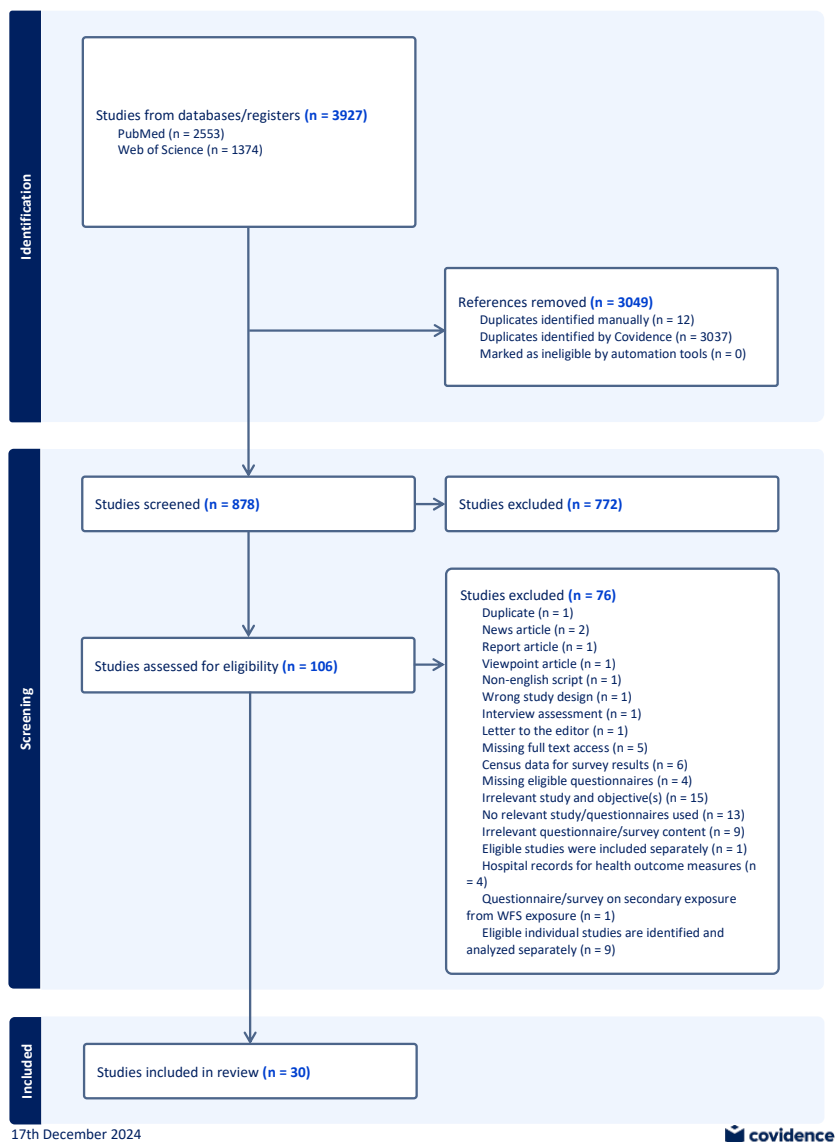 Identification
Studies from databases/registers (n = 3927)
PubMed (n = 2553)
Web of Science (n = 1374)
References removed (n = 3049)
Duplicates identified manually (n = 12)
Duplicates identified by Covidence (n = 3037)
Marked as ineligible by automation tools (n = 0)
Screening
Studies screened (n = 878)
Studies excluded (n = 772)
Studies assessed for eligibility (n = 106)
Studies excluded (n = 76)
Duplicate (n = 1)
News article (n = 2)
Report article (n = 1)
Viewpoint article (n = 1)
Non-english script (n = 1)
Wrong study design (n = 1)
Interview assessment (n = 1)
Letter to the editor (n = 1)
Missing full text access (n = 5)
Census data for survey results (n = 6)
Missing eligible questionnaires (n = 4)
Irrelevant study and objective(s) (n = 15)
No relevant study/questionnaires used (n = 13)
Irrelevant questionnaire/survey content (n = 9)
Eligible studies were included separately (n = 1)
Hospital records for health outcome measures (n
= 4)
Questionnaire/survey on secondary exposure
from WFS exposure (n = 1)
Eligible individual studies are identified and
analyzed separately (n = 9)
Included
Studies included in review (n = 30)
17th December 2024
covidence